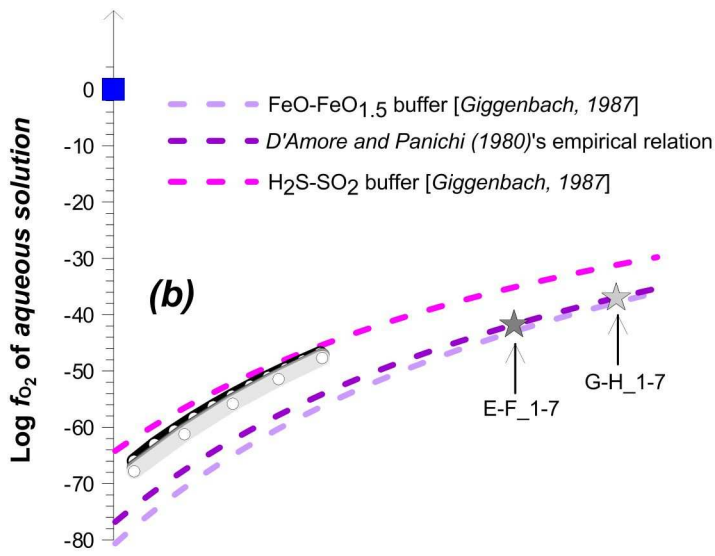 0
FeO-FeO1.5 buffer [Giggenbach, 1987]
-10
D'Amore and Panichi (1980)'s empirical relation
H2S-SO2 buffer [Giggenbach, 1987]
-20
-30
(b)
-40
-50
G-H_1-7
E-F_1-7
-60
-70
-80
Log fO2 of aqueous solution